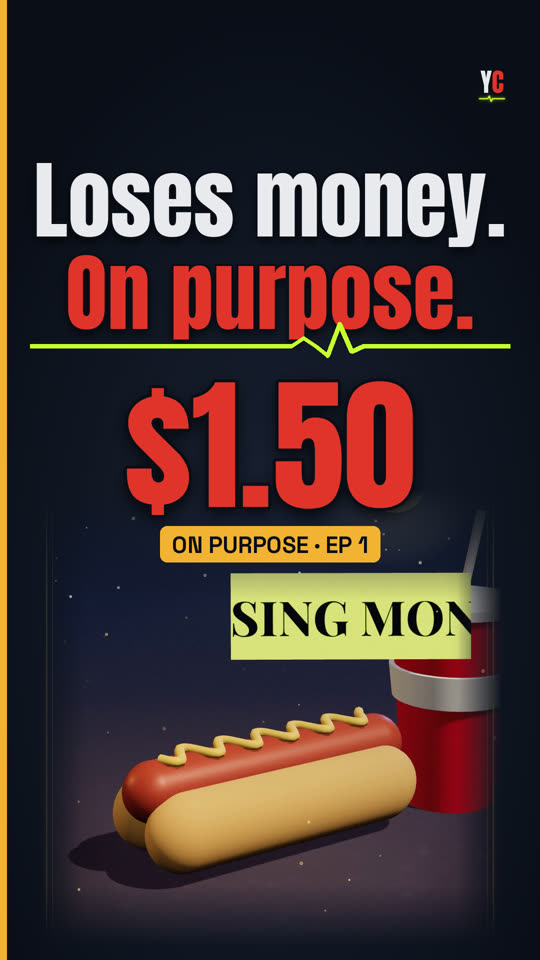 YC
Loses money.
On purpose.
$1.50
ON PURPOSE · EP 1
SING MON